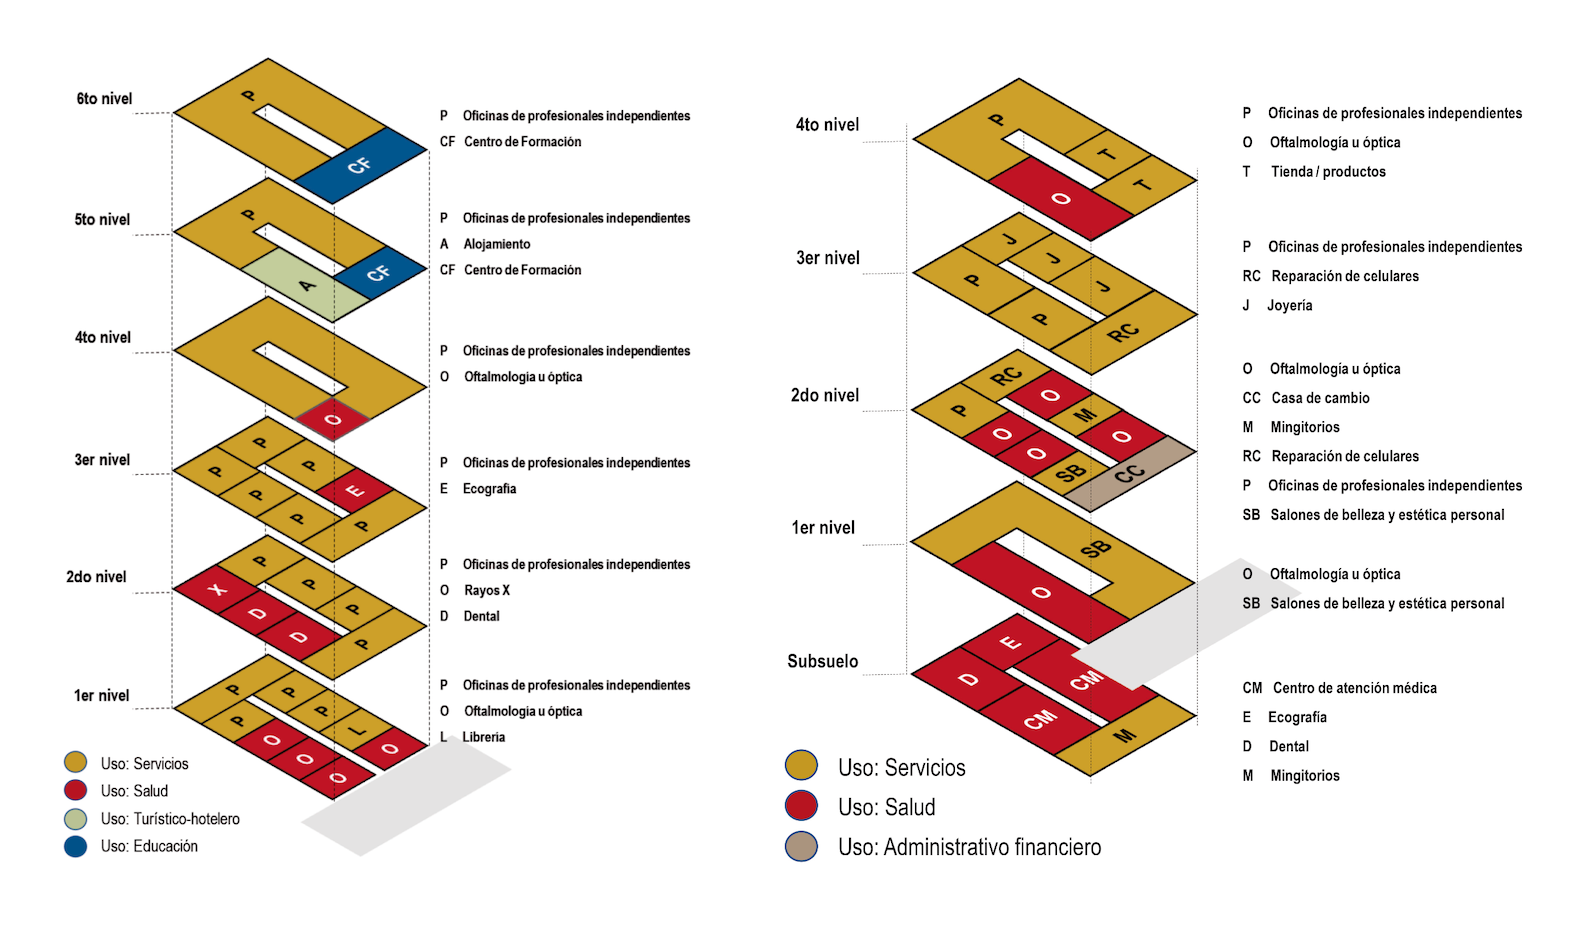 6to nivel
P
CF
P Oficinas de profesionales independientes
CF Centro de Formación
5to nivel
P
CF
A
P Oficinas de profesionales independientes
A Alojamiento
CF Centro de Formación
4to nivel
O
P Oficinas de profesionales independientes
O Oftalmologia u óptica
3er nivel
P
P
P
E
P
P
P
P Oficinas de profesionales independientes
E Ecografia
2do nivel
P
X
P
D
P
D
P
P Oficinas de profesionales independientes
O Rayos X
D Dental
1er nivel
P
P
P
P
L
O
O
O
O
P Oficinas de profesionales independientes
O Oftalmologia u óptica
L Libreria
Uso: Servicios
Uso: Salud
Uso: Turístico-hotelero
Uso: Educación
4to nivel
P
T
T
O
P Oficinas de profesionales independientes
O Oftalmología u óptica
T Tienda / productos
3er nivel
J
J
P
J
P
RC
P Oficinas de profesionales independientes
RC Reparación de celulares
J Joyería
2do nivel
RC
O
P
M
O
O
O
SB
CC
O Oftalmología u óptica
CC Casa de cambio
M Mingitorios
RC Reparación de celulares
P Oficinas de profesionales independientes
SB Salones de belleza y estética personal
1er nivel
SB
O
O Oftalmología u óptica
SB Salones de belleza y estética personal
Subsuelo
E
D
CM
CM
M
CM Centro de atención médica
E Ecografía
D Dental
M Mingitorios
Uso: Servicios
Uso: Salud
Uso: Administrativo financiero